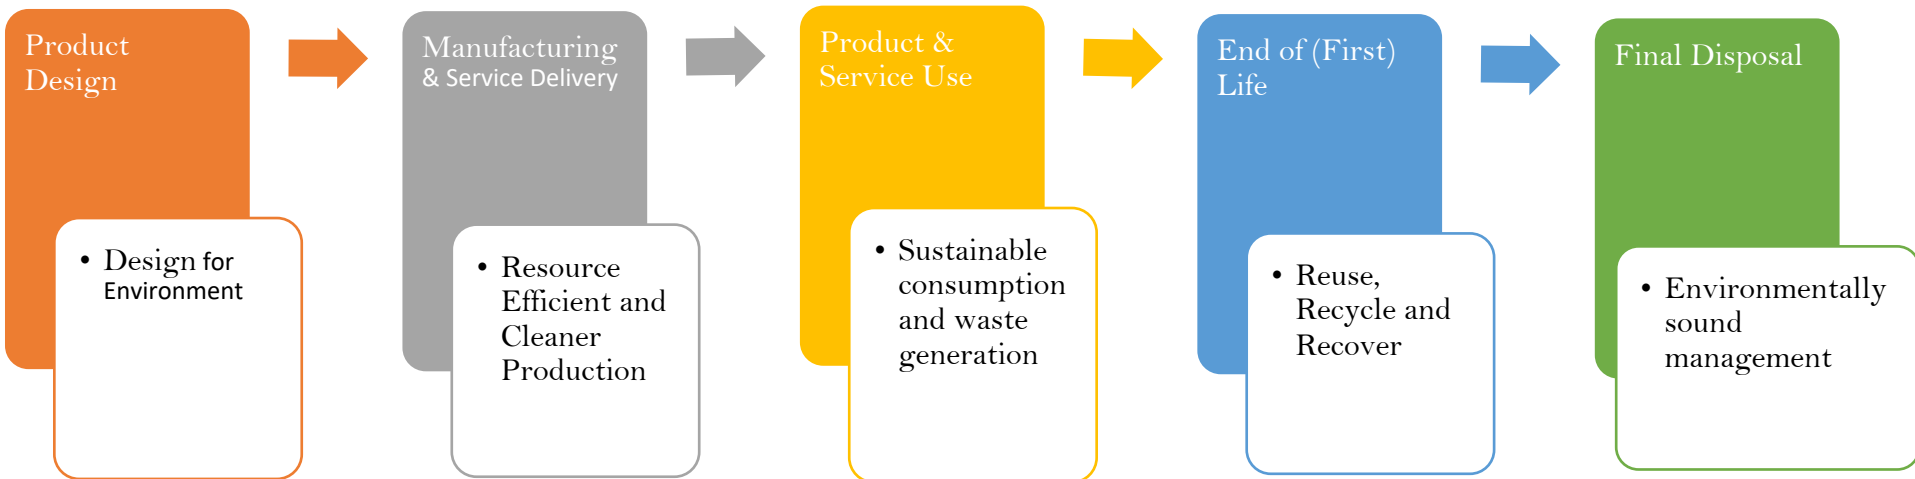 Product
Design
• Design for
Environment
Manufacturing
& Service Delivery
• Resource
Efficient and
Cleaner
Production
Product &
Service Use
• Sustainable
consumption
and waste
generation
End of (First)
Life
• Reuse,
Recycle and
Recover
Final Disposal
• Environmentally
sound
management